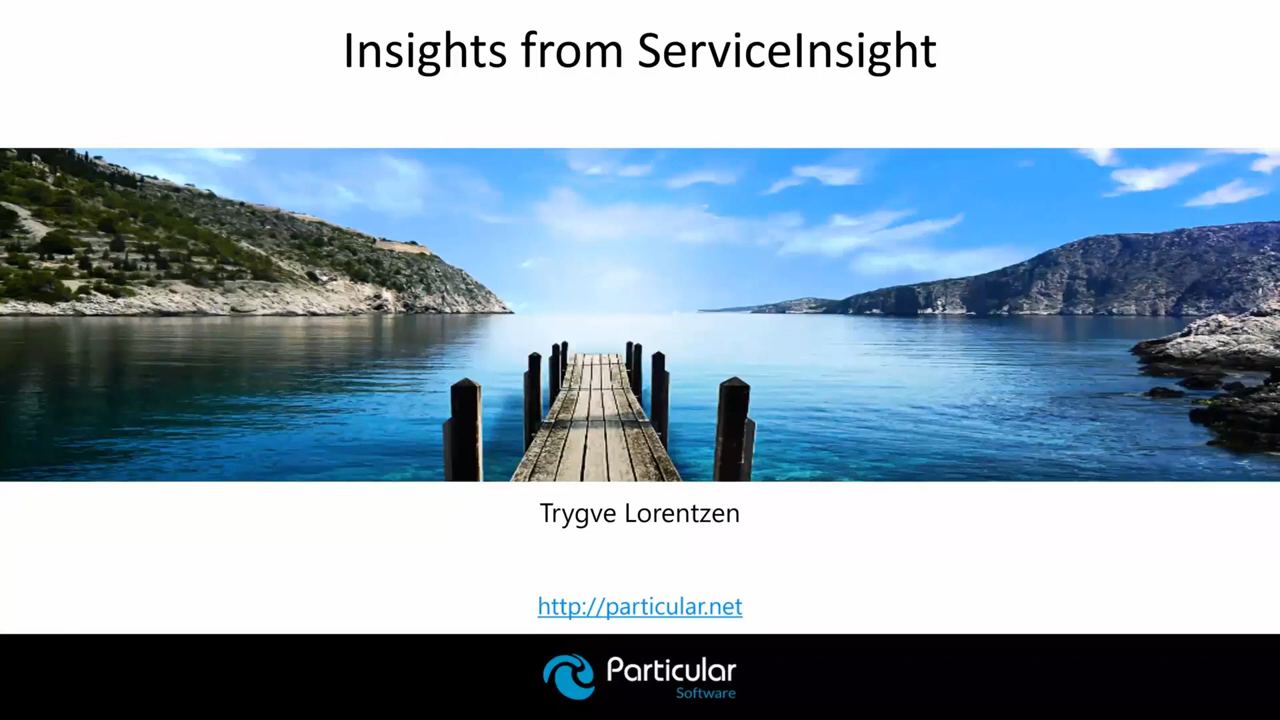 Insights from ServiceInsight
Trygve Lorentzen
http://particular.net
Particular
Software